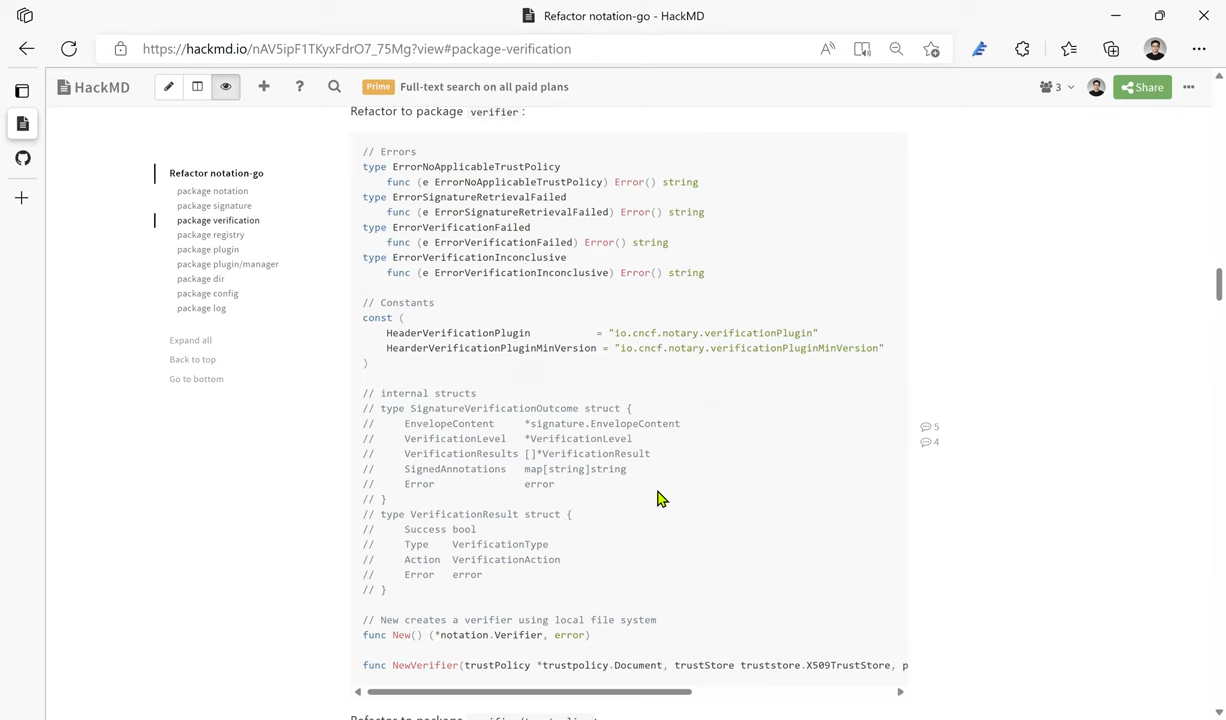 Refactor notation-go - HackMD
https://hackmd.io/nAV5ipF1TKyxFdrO7_75Mg?view#package-verification
HackMD
Prime Full-text search on all paid plans
3
Share
Refactor to package verifier:
Refactor notation-go
package notation
package signature
package verification
package registry
package plugin
package plugin/manager
package dir
package config
package log
Expand all
Back to top
Go to bottom
// Errors
type ErrorNoApplicableTrustPolicy
func (e ErrorNoApplicableTrustPolicy) Error() string
type ErrorSignatureRetrievalFailed
func (e ErrorSignatureRetrievalFailed) Error() string
type ErrorVerificationFailed
func (e ErrorVerificationFailed) Error() string
type ErrorVerificationInconclusive
func (e ErrorVerificationInconclusive) Error() string
// Constants
const (
HeaderVerificationPlugin = "io.cncf.notary.verificationPlugin"
HearderVerificationPluginMinVersion = "io.cncf.notary.verificationPluginMinVersion"
)
// internal structs
// type SignatureVerificationOutcome struct {
// EnvelopeContent *signature.EnvelopeContent
// VerificationLevel *VerificationLevel
// VerificationResults []*VerificationResult
// SignedAnnotations map[string]string
// Error error
// }
// type VerificationResult struct {
// Success bool
// Type VerificationType
// Action VerificationAction
// Error error
// }
// New creates a verifier using local file system
func New() (*notation.Verifier, error)
func NewVerifier(trustPolicy *trustpolicy.Document, trustStore truststore.X509TrustStore, p
5
4
Refactor to package